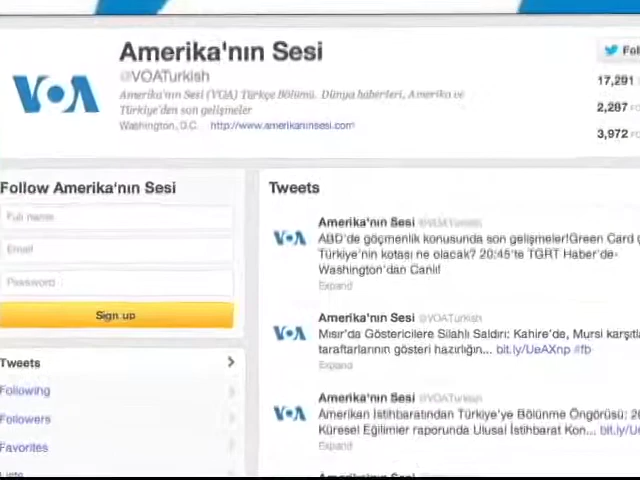 Amerika'nın Sesi
@VOATurkish
Amerika'nın Sesi (VOA) Türkçe Bölümü. Dünya haberleri, Amerika ve
Türkiye'den son gelişmeler
Washington, D.C. http://www.amerikaninsesi.com
VOA
17,291
2,287
3,972
Follow Amerika'nın Sesi
Full name
Email
Password
Sign up
Tweets
Following
Followers
Favorites
Tweets
Amerika'nın Sesi @VOATurkish
ABD'de göçmenlik konusunda son gelişmeler!Green Card
Türkiye'nin kotası ne olacak? 20:45'te TGRT Haber'de-
Washington'dan Canlı!
Expand
Amerika'nın Sesi @VOATurkish
Mısır'da Göstericilere Silahlı Saldırı: Kahire'de, Mursi karşıtla
taraftarlarının gösteri hazırlığın... bit.ly/UeAXnp #fb
Expand
Amerika'nın Sesi @VOATurkish
Amerikan İstihbaratından Türkiye'ye Bölünme Öngörüsü:
Küresel Eğilimler raporunda Ulusal İstihbarat Kon... bit.ly/U
Expand